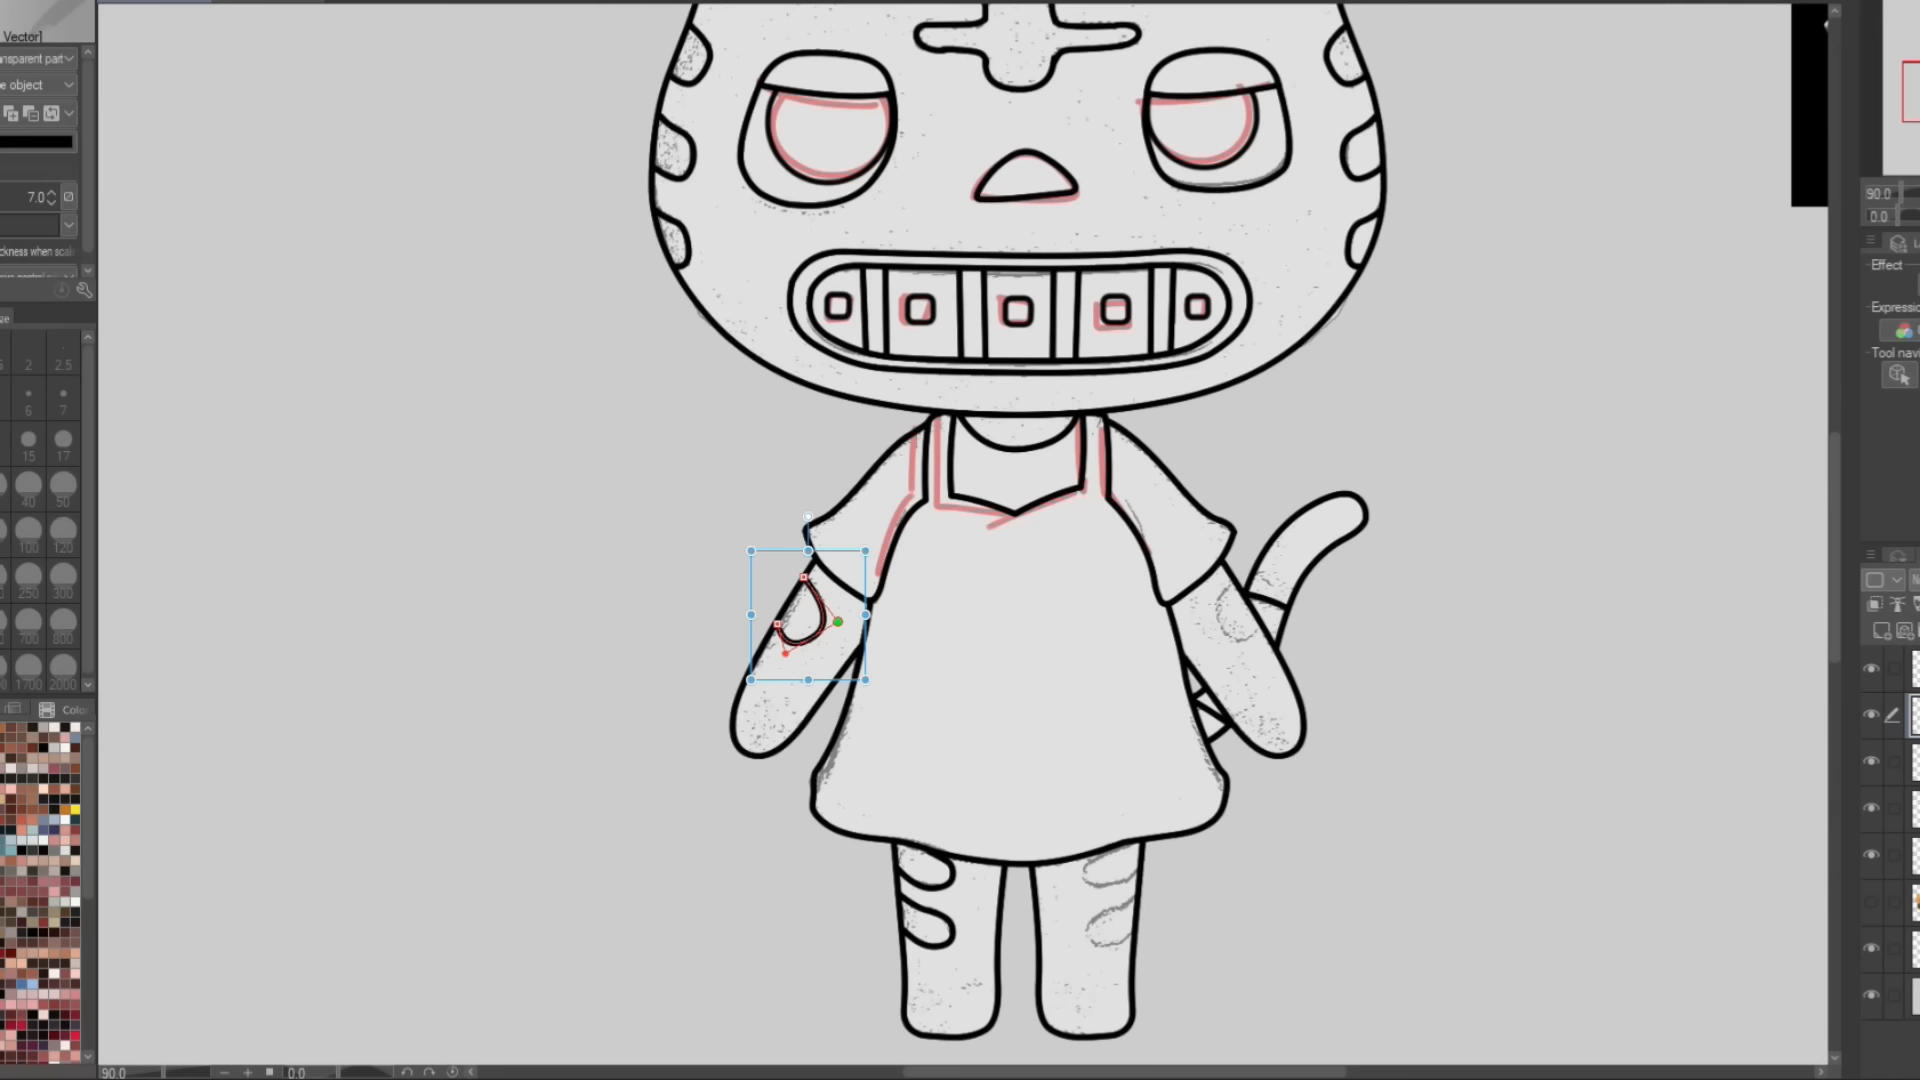 Vector]
nsparent part
e object
7.0
ckness when scal
ze
2 2.5
6 7
15 17
40 50
100 120
250 300
700 800
1700 2000
Color
90.0
0.0
90.0
0.0
L
Effect
Expressio
Tool navi
N